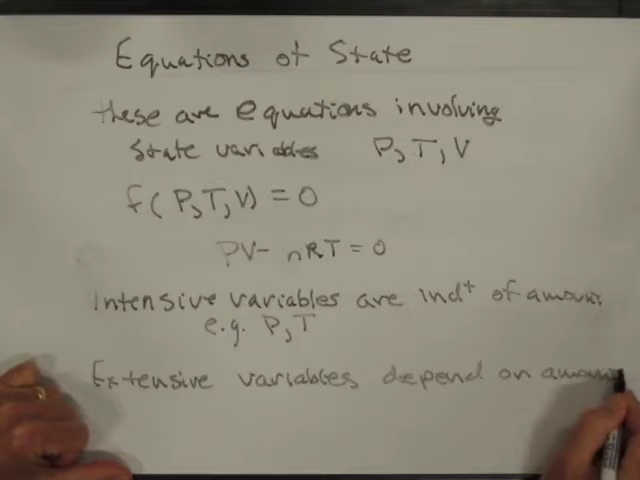 Equations of State
these are equations involving
State variables P, T, V
f(P, T, V) = 0
PV- nRT = 0
Intensive variables are indt of amount
e.g. P, T
Extensive variables depend on amoun